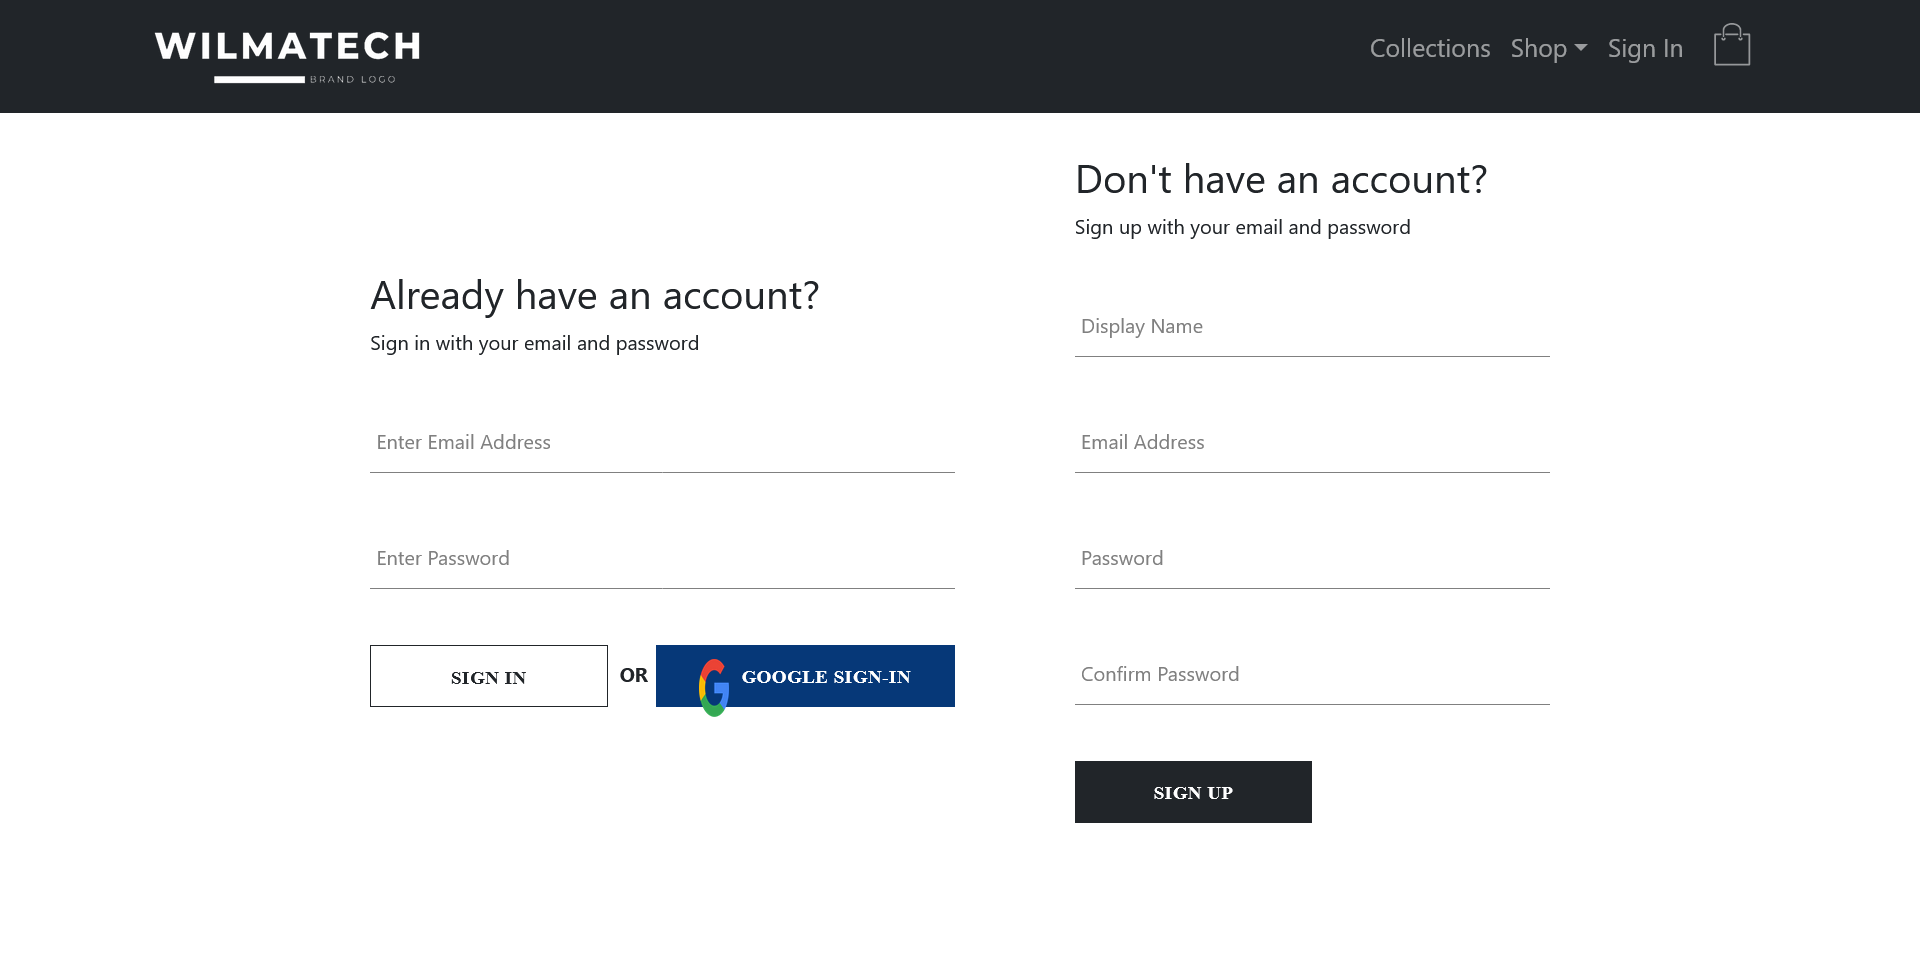 WILMATECH
BRAND LOGO
Collections Shop Sign In
Already have an account?
Sign in with your email and password
Enter Email Address
Enter Password
SIGN IN OR GOOGLE SIGN-IN
Don't have an account?
Sign up with your email and password
Display Name
Email Address
Password
Confirm Password
SIGN UP